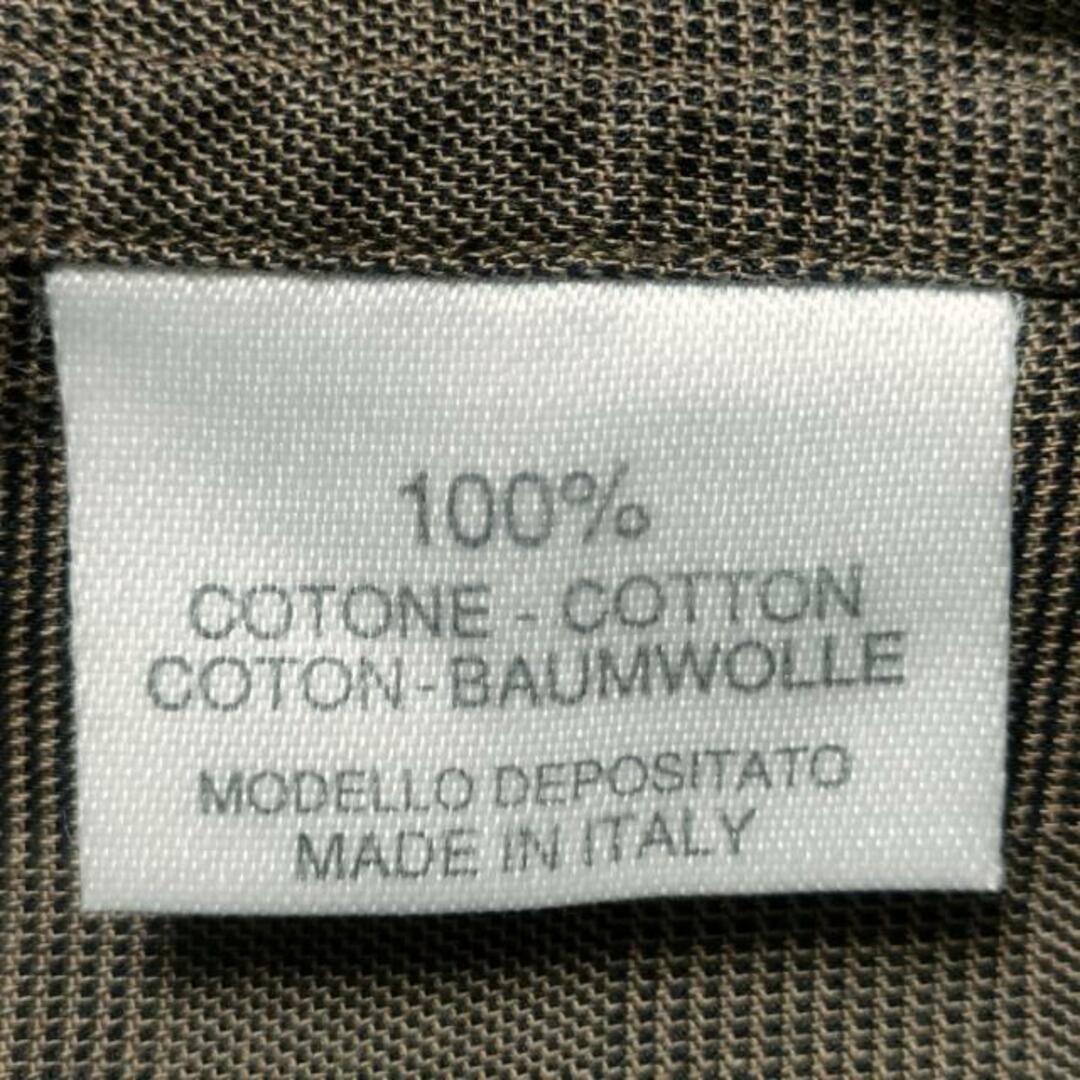 100%
COTONE - COTTON
COTON - BAUMWOLLE
MODELLO DEPOSITATO
MADE IN ITALY